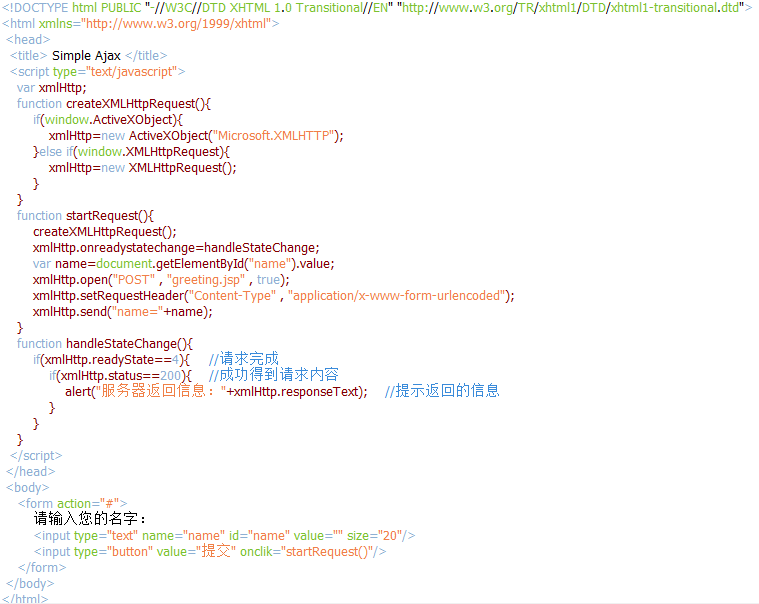 <!DOCTYPE html PUBLIC "-//W3C//DTD XHTML 1.0 Transitional//EN" "http://www.w3.org/TR/xhtml1/DTD/xhtml1-transitional.dtd">
<html xmlns="http://www.w3.org/1999/xhtml">
<head>
<title> Simple Ajax </title>
<script type="text/javascript">
var xmlHttp;
function createXMLHttpRequest(){
if(window.ActiveXObject){
xmlHttp=new ActiveXObject("Microsoft.XMLHTTP");
}else if(window.XMLHttpRequest){
xmlHttp=new XMLHttpRequest();
}
}
function startRequest(){
createXMLHttpRequest();
xmlHttp.onreadystatechange=handleStateChange;
var name=document.getElementById("name").value;
xmlHttp.open("POST" , "greeting.jsp" , true);
xmlHttp.setRequestHeader("Content-Type" , "application/x-www-form-urlencoded");
xmlHttp.send("name="+name);
}
function handleStateChange(){
if(xmlHttp.readyState==4){ //请求完成
if(xmlHttp.status==200){ //成功得到请求内容
alert("服务器返回信息："+xmlHttp.responseText); //提示返回的信息
}
}
}
</script>
</head>
<body>
<form action="#">
请输入您的名字：
<input type="text" name="name" id="name" value="" size="20"/>
<input type="button" value="提交" onclik="startRequest()"/>
</form>
</body>
</html>